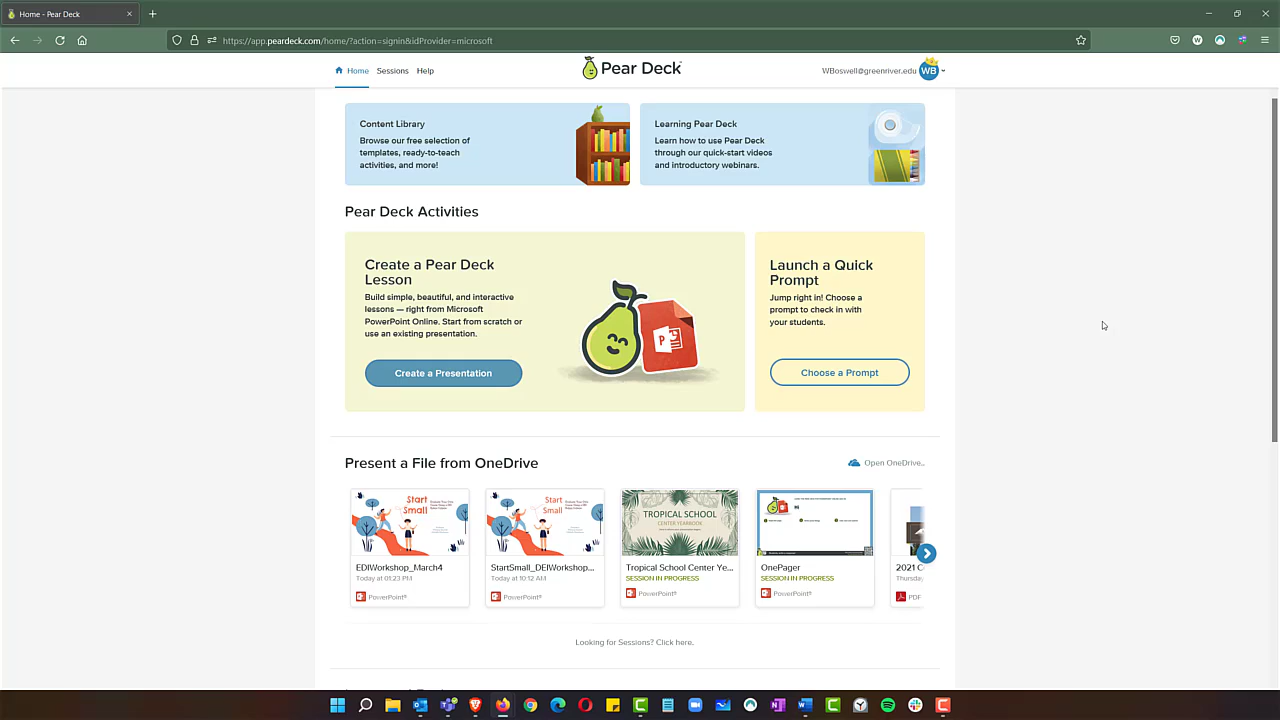 Home - Pear Deck
https://app.peardeck.com/home/?action=signin&idProvider=microsoft
Home Sessions Help
Pear Deck
WBoswell@greenriver.edu WB
Content Library
Browse our free selection of
templates, ready-to-teach
activities, and more!
Learning Pear Deck
Learn how to use Pear Deck
through our quick-start videos
and introductory webinars.
Pear Deck Activities
Create a Pear Deck
Lesson
Build simple, beautiful, and interactive
lessons — right from Microsoft
PowerPoint Online. Start from scratch or
use an existing presentation.
Create a Presentation
Launch a Quick
Prompt
Jump right in! Choose a
prompt to check in with
your students.
Choose a Prompt
Present a File from OneDrive
Open OneDrive..
Start
Small
EDIWorkshop_March4
Today at 01:23 PM
PowerPoint®
Start
Small
StartSmall_DEIWorkshop...
Today at 10:12 AM
PowerPoint®
TROPICAL SCHOOL
CENTER YEARBOOK
Tropical School Center Ye...
SESSION IN PROGRESS
PowerPoint®
OnePager
SESSION IN PROGRESS
PowerPoint®
2021 C
Thursda
PDF
Looking for Sessions? Click here.